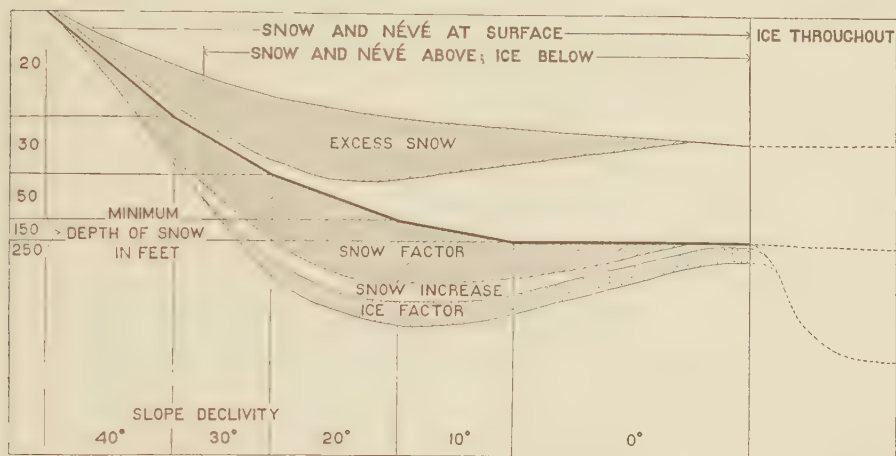 SNOW AND NÉVÉ AT SURFACE
ICE THROUGHOUT
SNOW AND NÉVÉ ABOVE; ICE BELOW
20
30
EXCESS SNOW
50
MINIMUM
150
DEPTH OF SNOW
250
IN FEET
SNOW FACTOR
SNOW INCREASE
ICE FACTOR
SLOPE DECLIVITY
40° 30° 20° 10° 0°